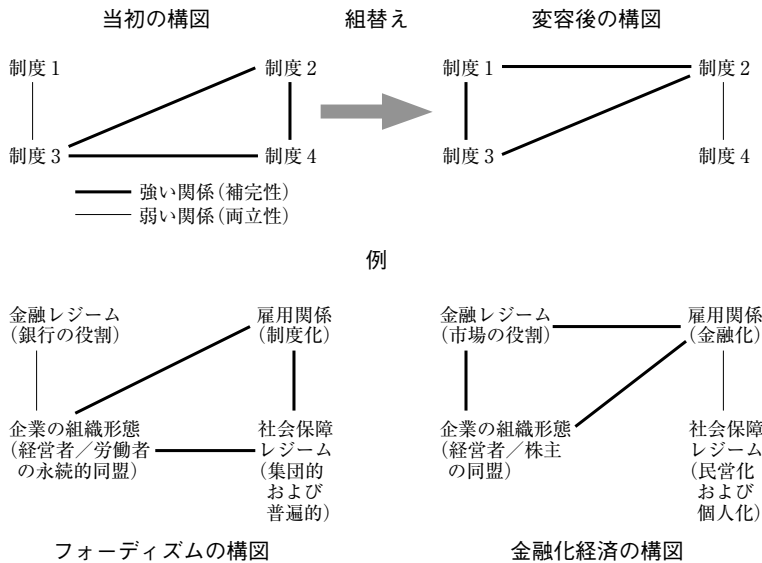 当初の構図
組替え
変容後の構図
制度1
制度2
制度1
制度2
制度3
制度4
制度3
制度4
強い関係(補完性)
弱い関係(両立性)
例
金融レジーム
(銀行の役割)
雇用関係
(制度化)
金融レジーム
(市場の役割)
雇用関係
(金融化)
企業の組織形態
(経営者/労働者
の永続的同盟)
社会保障
レジーム
(集団的
および
普遍的)
企業の組織形態
(経営者/株主
の同盟)
社会保障
レジーム
(民営化
および
個人化)
フォーディズムの構図
金融化経済の構図